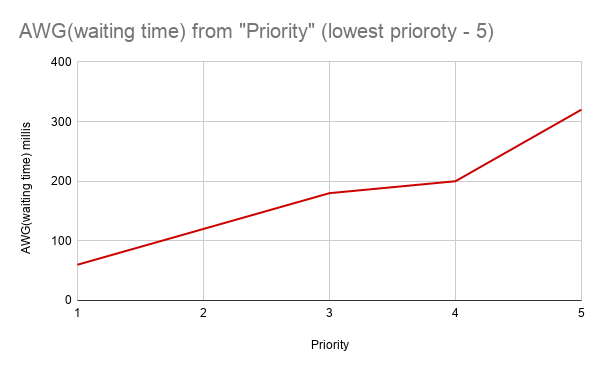 AWG(waiting time) from "Priority" (lowest prioroty - 5)
400
300
200
100
0
AWG(waiting time) millis
1 2 3 4 5
Priority